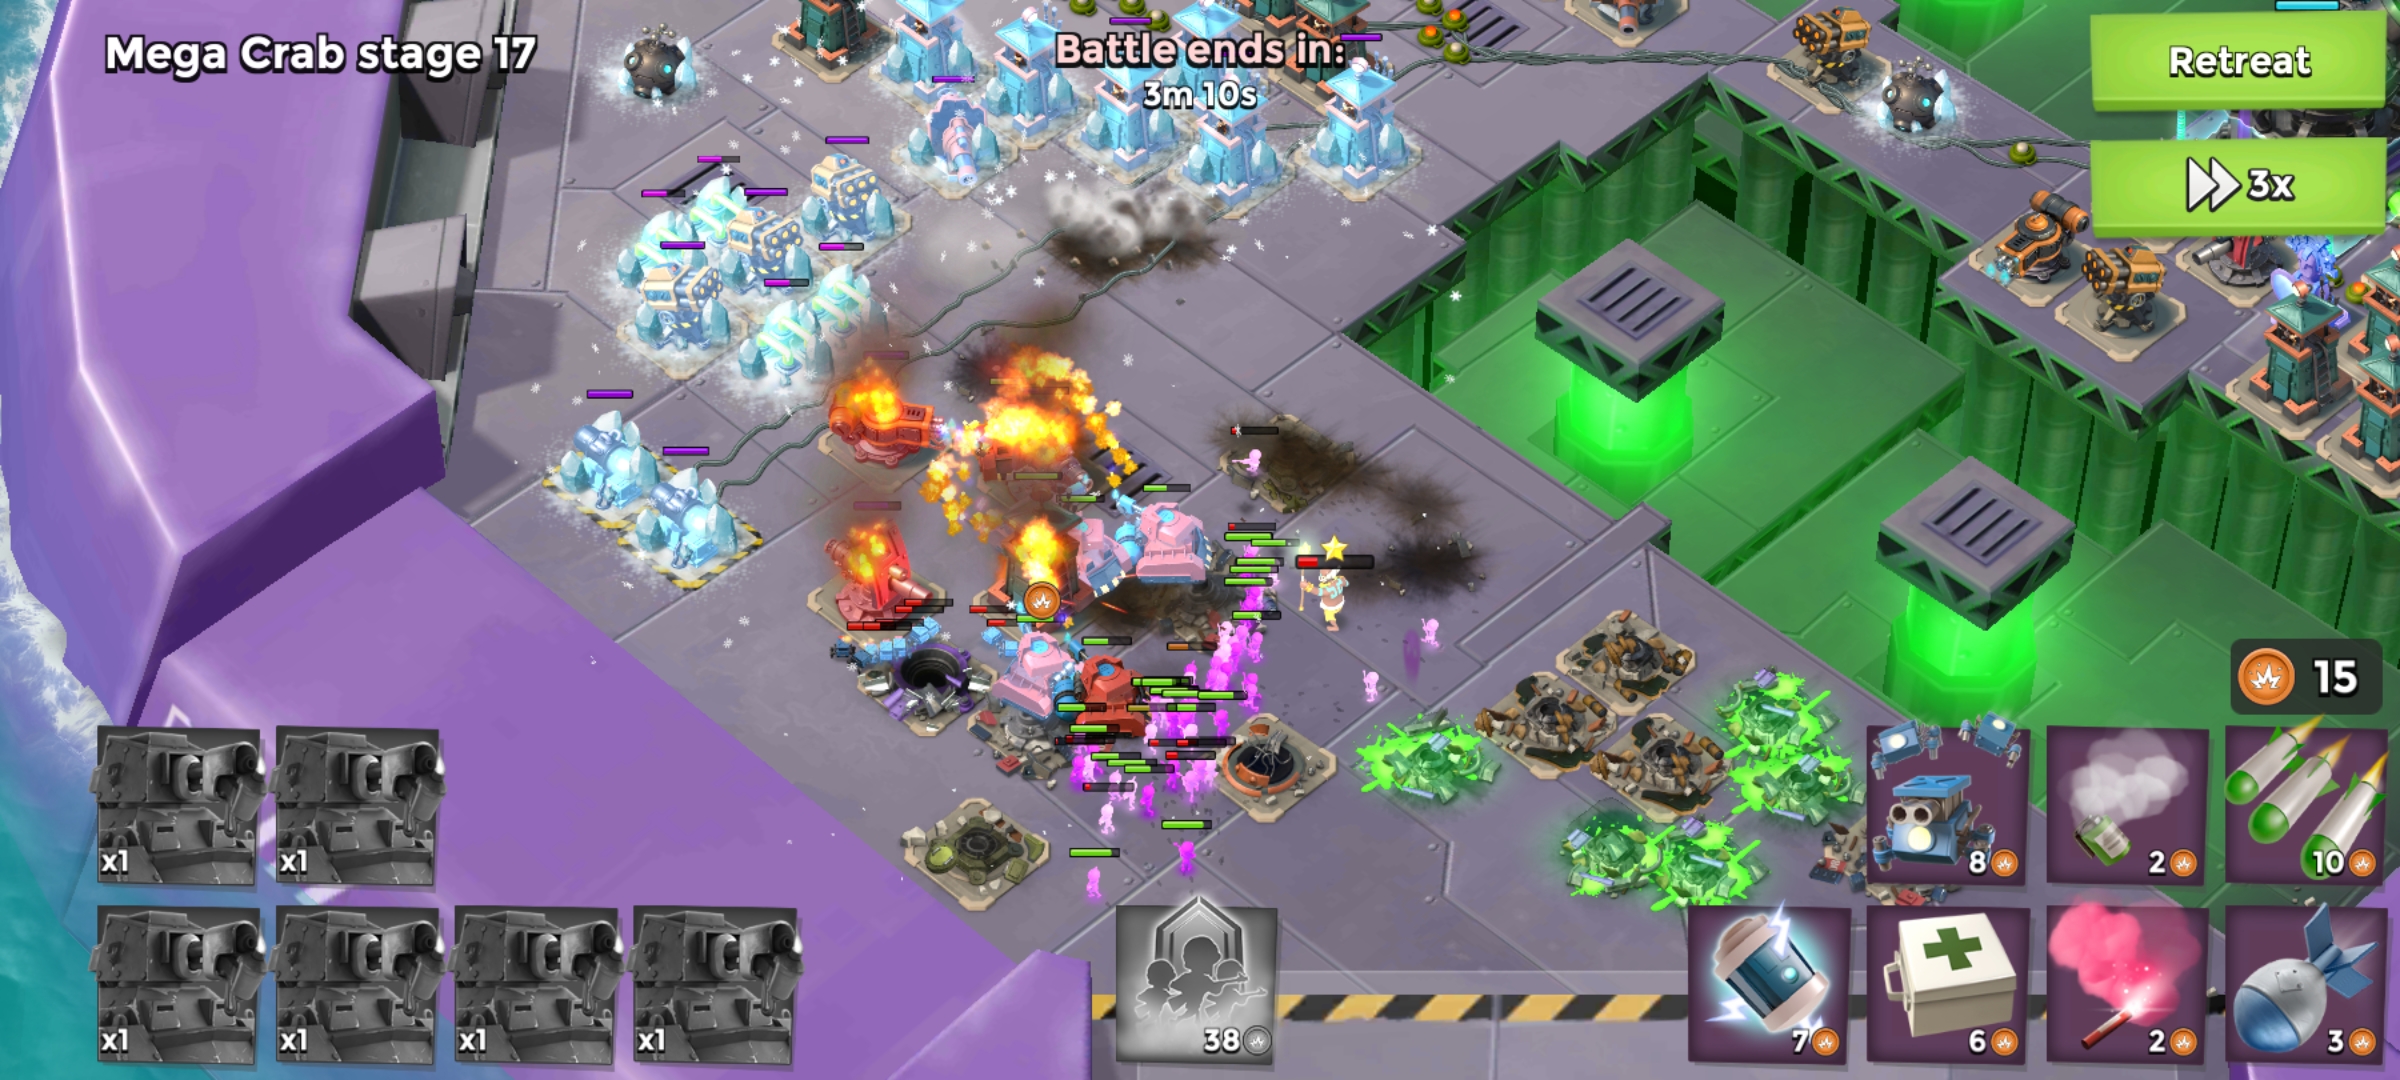 Mega Crab stage 17
Battle ends in:
3m 10s
Retreat
3x
15
x1
x1
8
2
10
x1
x1
x1
x1
38
7
6
2
3